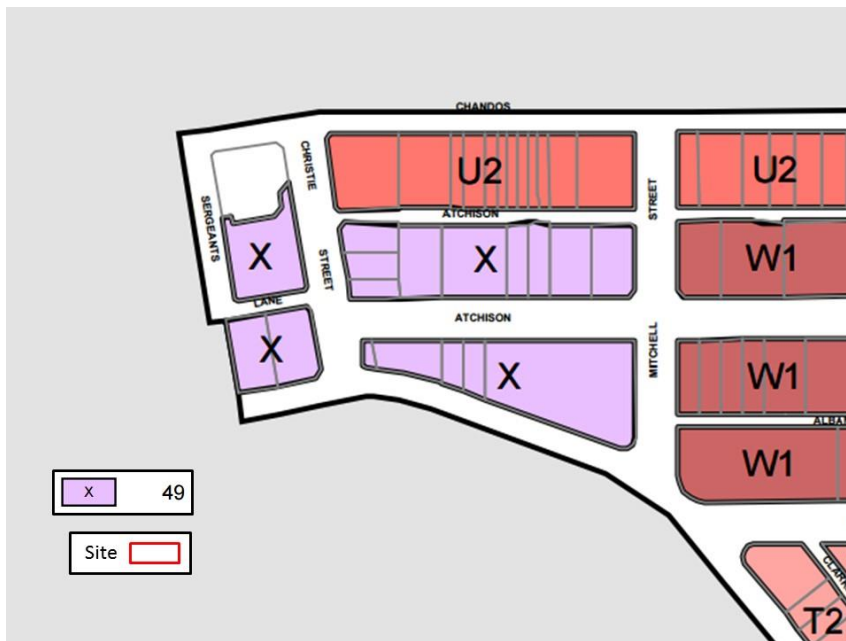 CHANDOS
CHRISTIE
U2
U2
STREET
SERGEANTS
ATCHISON
X
STREET
X
W1
LANE
ATCHISON
X
MITCHELL
X
W1
W1
X 49
Site
T2